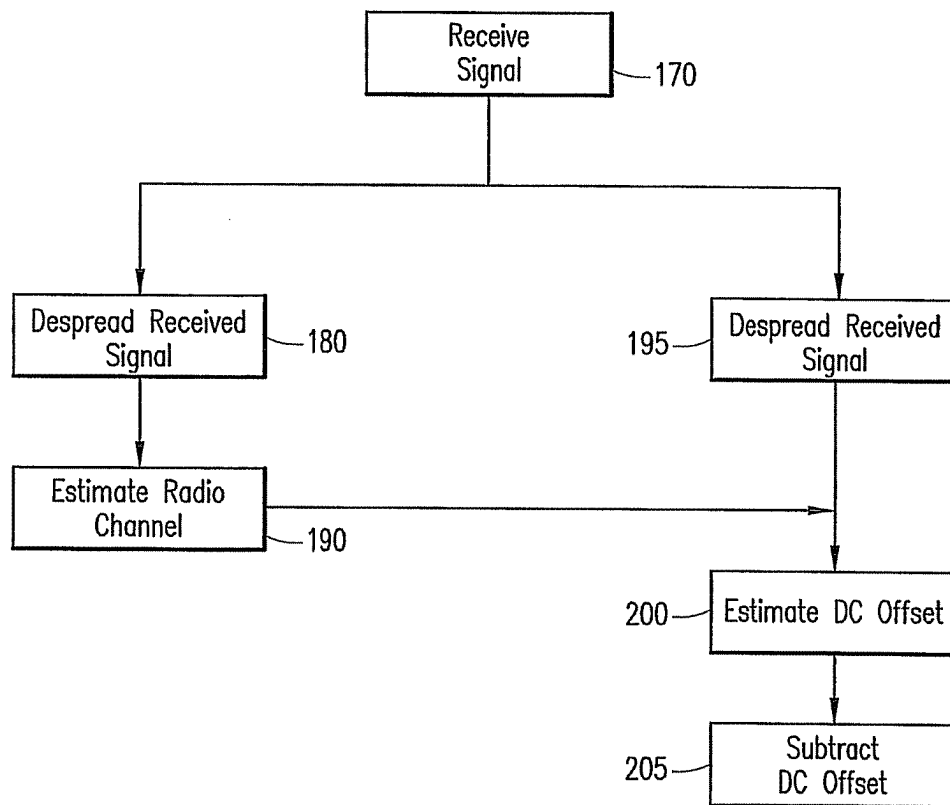 Receive
Signal
170
Despread Received
Signal
180
195
Despread Received
Signal
Estimate Radio
Channel
190
200
Estimate DC Offset
205
Subtract
DC Offset